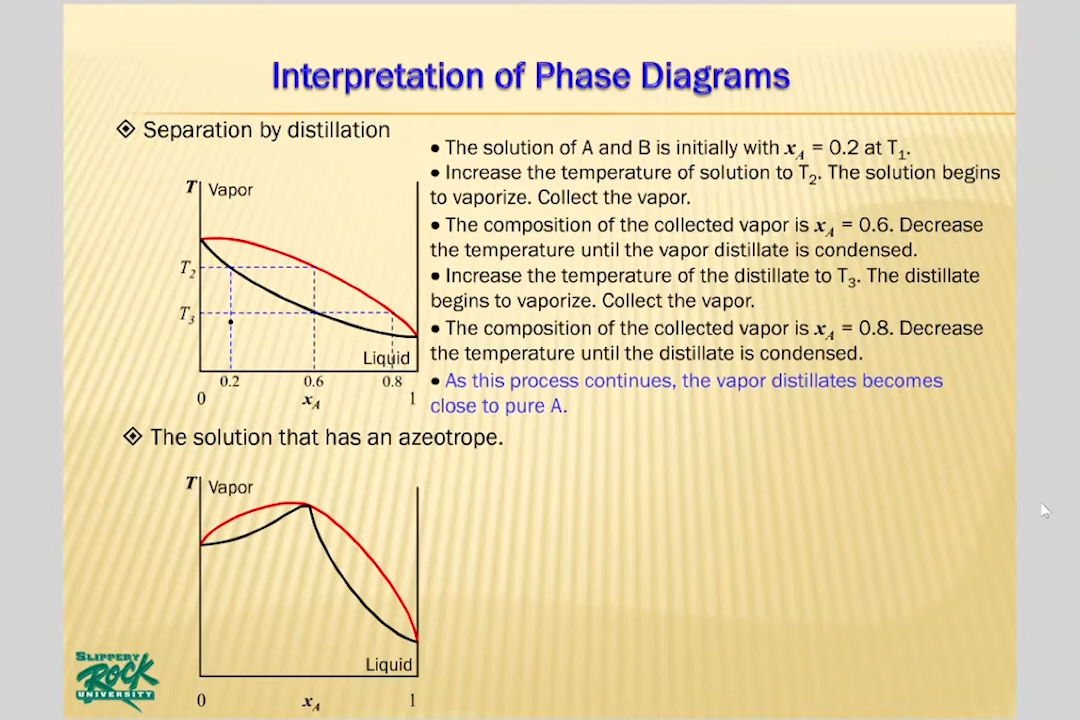 Interpretation of Phase Diagrams
Separation by distillation
• The solution of A and B is initially with xA = 0.2 at T1.
• Increase the temperature of solution to T2. The solution begins
to vaporize. Collect the vapor.
• The composition of the collected vapor is xA = 0.6. Decrease
the temperature until the vapor distillate is condensed.
• Increase the temperature of the distillate to T3. The distillate
begins to vaporize. Collect the vapor.
• The composition of the collected vapor is xA = 0.8. Decrease
the temperature until the distillate is condensed.
• As this process continues, the vapor distillates becomes
close to pure A.
T Vapor
T2
T3
Liquid
0.2 0.6 0.8
0 xA 1
The solution that has an azeotrope.
T Vapor
Liquid
0 xA 1
SLIPPERY
ROCK
UNIVERSITY